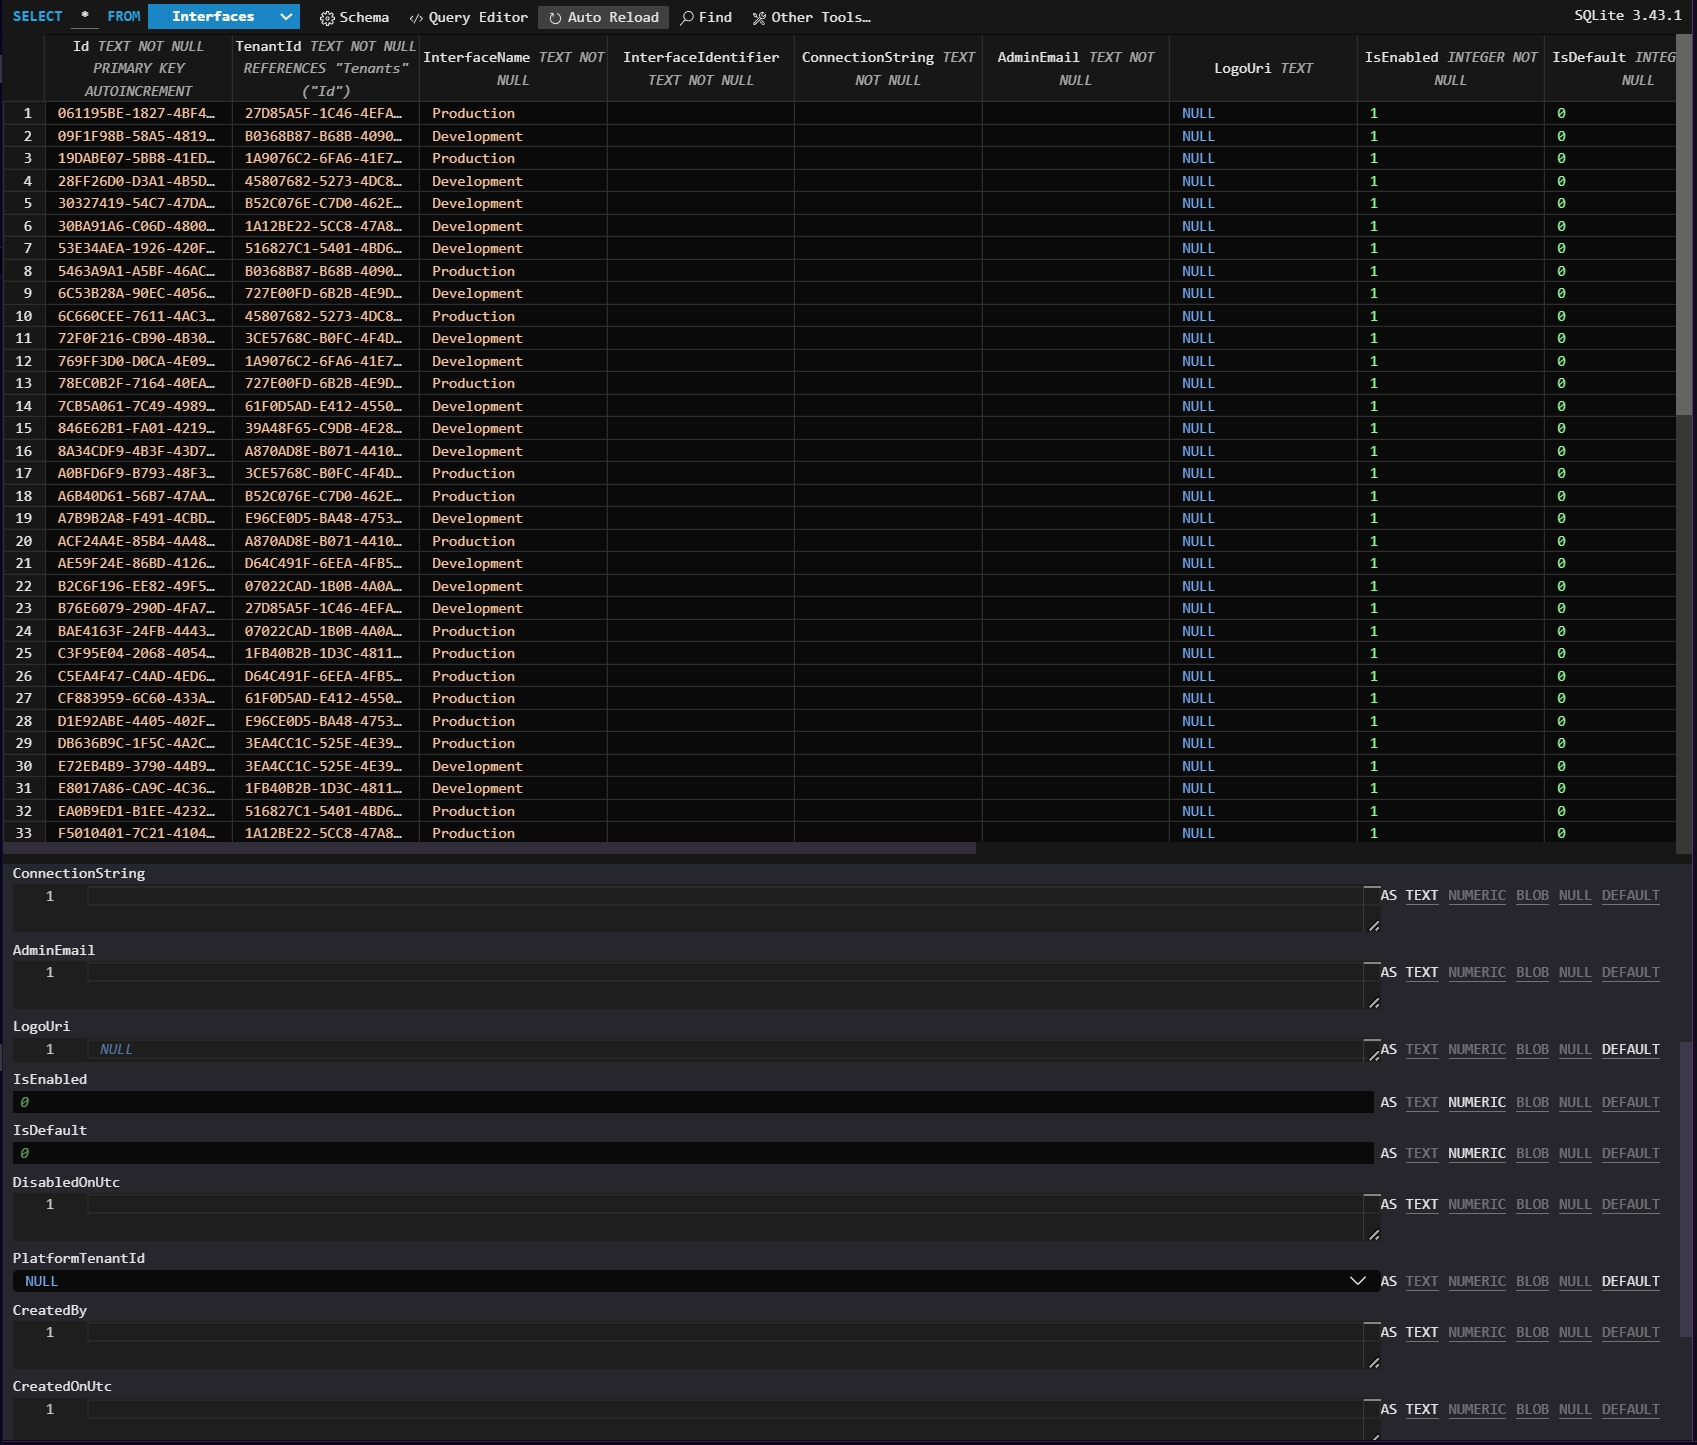 SELECT * FROM Interfaces Schema Query Editor Auto Reload Find Other Tools… SQLite 3.43.1
Id TEXT NOT NULL PRIMARY KEY AUTOINCREMENT
TenantId TEXT NOT NULL REFERENCES "Tenants" ("Id")
InterfaceName TEXT NOT NULL
InterfaceIdentifier TEXT NOT NULL
ConnectionString TEXT NOT NULL
AdminEmail TEXT NOT NULL
LogoUri TEXT
IsEnabled INTEGER NOT NULL
IsDefault INTEG NULL
1 061195BE-1827-4BF4… 27D85A5F-1C46-4EFA… Production NULL 1 0
2 09F1F98B-58A5-4819… B0368B87-B68B-4090… Development NULL 1 0
3 19DABE07-5BB8-41ED… 1A9076C2-6FA6-41E7… Production NULL 1 0
4 28FF26D0-D3A1-4B5D… 45807682-5273-4DC8… Development NULL 1 0
5 30327419-54C7-47DA… B52C076E-C7D0-462E… Development NULL 1 0
6 30BA91A6-C06D-4800… 1A12BE22-5CC8-47A8… Development NULL 1 0
7 53E34AEA-1926-420F… 516827C1-5401-4BD6… Development NULL 1 0
8 5463A9A1-A5BF-46AC… B0368B87-B68B-4090… Production NULL 1 0
9 6C53B28A-90EC-4056… 727E00FD-6B2B-4E9D… Development NULL 1 0
10 6C660CEE-7611-4AC3… 45807682-5273-4DC8… Production NULL 1 0
11 72F0F216-CB90-4B30… 3CE5768C-B0FC-4F4D… Development NULL 1 0
12 769FF3D0-D0CA-4E09… 1A9076C2-6FA6-41E7… Development NULL 1 0
13 78EC0B2F-7164-40EA… 727E00FD-6B2B-4E9D… Production NULL 1 0
14 7CB5A061-7C49-4989… 61F0D5AD-E412-4550… Development NULL 1 0
15 846E62B1-FA01-4219… 39A48F65-C9DB-4E28… Development NULL 1 0
16 8A34CDF9-4B3F-43D7… A870AD8E-B071-4410… Development NULL 1 0
17 A0BFD6F9-B793-48F3… 3CE5768C-B0FC-4F4D… Production NULL 1 0
18 A6B40D61-56B7-47AA… B52C076E-C7D0-462E… Production NULL 1 0
19 A7B9B2A8-F491-4CBD… E96CE0D5-BA48-4753… Development NULL 1 0
20 ACF24A4E-85B4-4A48… A870AD8E-B071-4410… Production NULL 1 0
21 AE59F24E-86BD-4126… D64C491F-6EEA-4FB5… Development NULL 1 0
22 B2C6F196-EE82-49F5… 07022CAD-1B0B-4A0A… Development NULL 1 0
23 B76E6079-290D-4FA7… 27D85A5F-1C46-4EFA… Development NULL 1 0
24 BAE4163F-24FB-4443… 07022CAD-1B0B-4A0A… Production NULL 1 0
25 C3F95E04-2068-4054… 1FB40B2B-1D3C-4811… Production NULL 1 0
26 C5EA4F47-C4AD-4ED6… D64C491F-6EEA-4FB5… Production NULL 1 0
27 CF883959-6C60-433A… 61F0D5AD-E412-4550… Production NULL 1 0
28 D1E92ABE-4405-402F… E96CE0D5-BA48-4753… Production NULL 1 0
29 DB636B9C-1F5C-4A2C… 3EA4CC1C-525E-4E39… Production NULL 1 0
30 E72EB4B9-3790-44B9… 3EA4CC1C-525E-4E39… Development NULL 1 0
31 E8017A86-CA9C-4C36… 1FB40B2B-1D3C-4811… Development NULL 1 0
32 EA0B9ED1-B1EE-4232… 516827C1-5401-4BD6… Production NULL 1 0
33 F5010401-7C21-4104… 1A12BE22-5CC8-47A8… Production NULL 1 0
ConnectionString
1 AS TEXT NUMERIC BLOB NULL DEFAULT
AdminEmail
1 AS TEXT NUMERIC BLOB NULL DEFAULT
LogoUri
1 NULL AS TEXT NUMERIC BLOB NULL DEFAULT
IsEnabled
0 AS TEXT NUMERIC BLOB NULL DEFAULT
IsDefault
0 AS TEXT NUMERIC BLOB NULL DEFAULT
DisabledOnUtc
1 AS TEXT NUMERIC BLOB NULL DEFAULT
PlatformTenantId
NULL AS TEXT NUMERIC BLOB NULL DEFAULT
CreatedBy
1 AS TEXT NUMERIC BLOB NULL DEFAULT
CreatedOnUtc
1 AS TEXT NUMERIC BLOB NULL DEFAULT